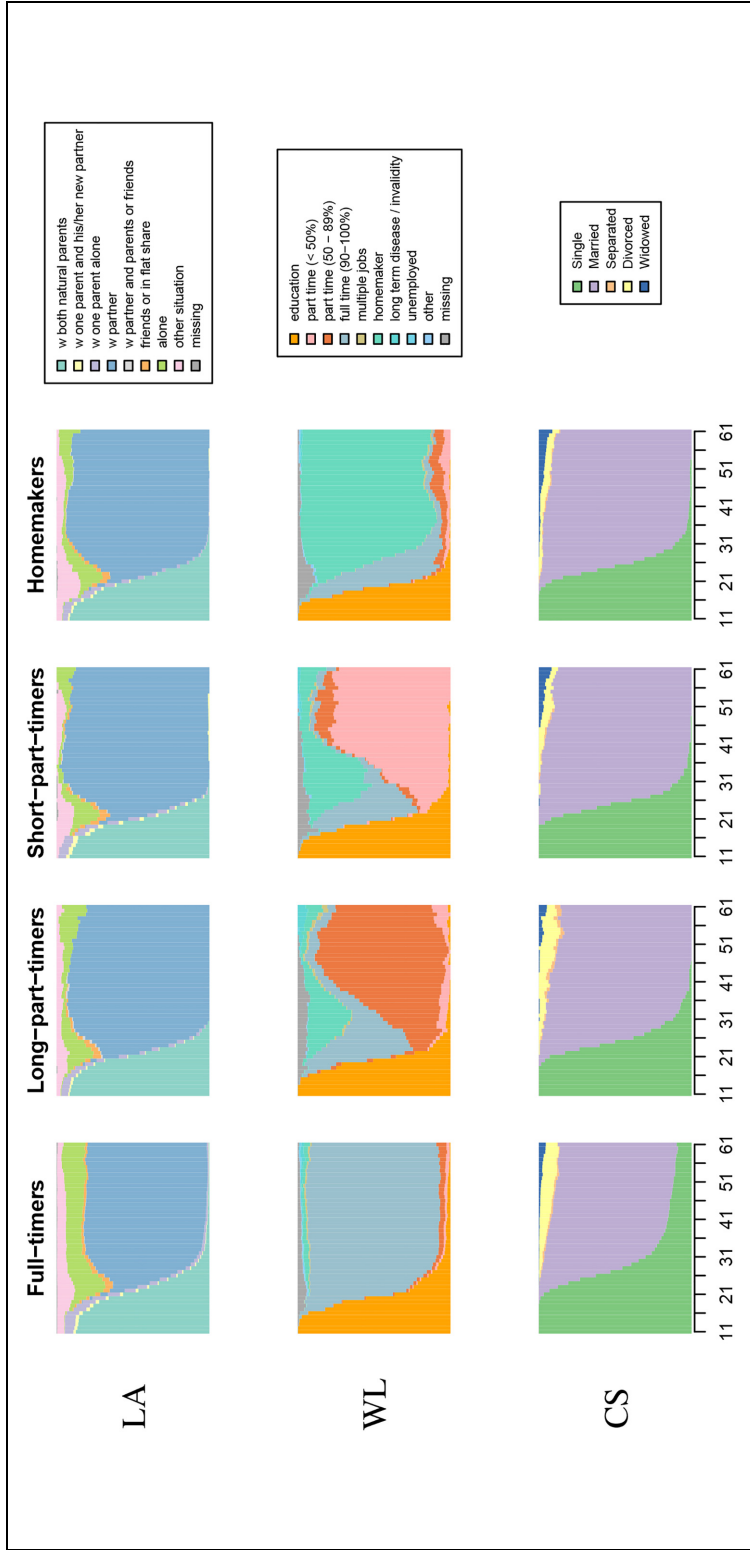 Full−timers
Long−part−timers
Short−part−timers
Homemakers
LA
w both natural parents
w one parent and his/her new partner
w one parent alone
w partner
w partner and parents or friends
friends or in flat share
alone
other situation
missing
WL
education
part time (< 50%)
part time (50 − 89%)
full time (90−100%)
multiple jobs
homemaker
long term disease / invalidity
unemployed
other
missing
CS
Single
Married
Separated
Divorced
Widowed
11 21 31 41 51 61
11 21 31 41 51 61
11 21 31 41 51 61
11 21 31 41 51 61